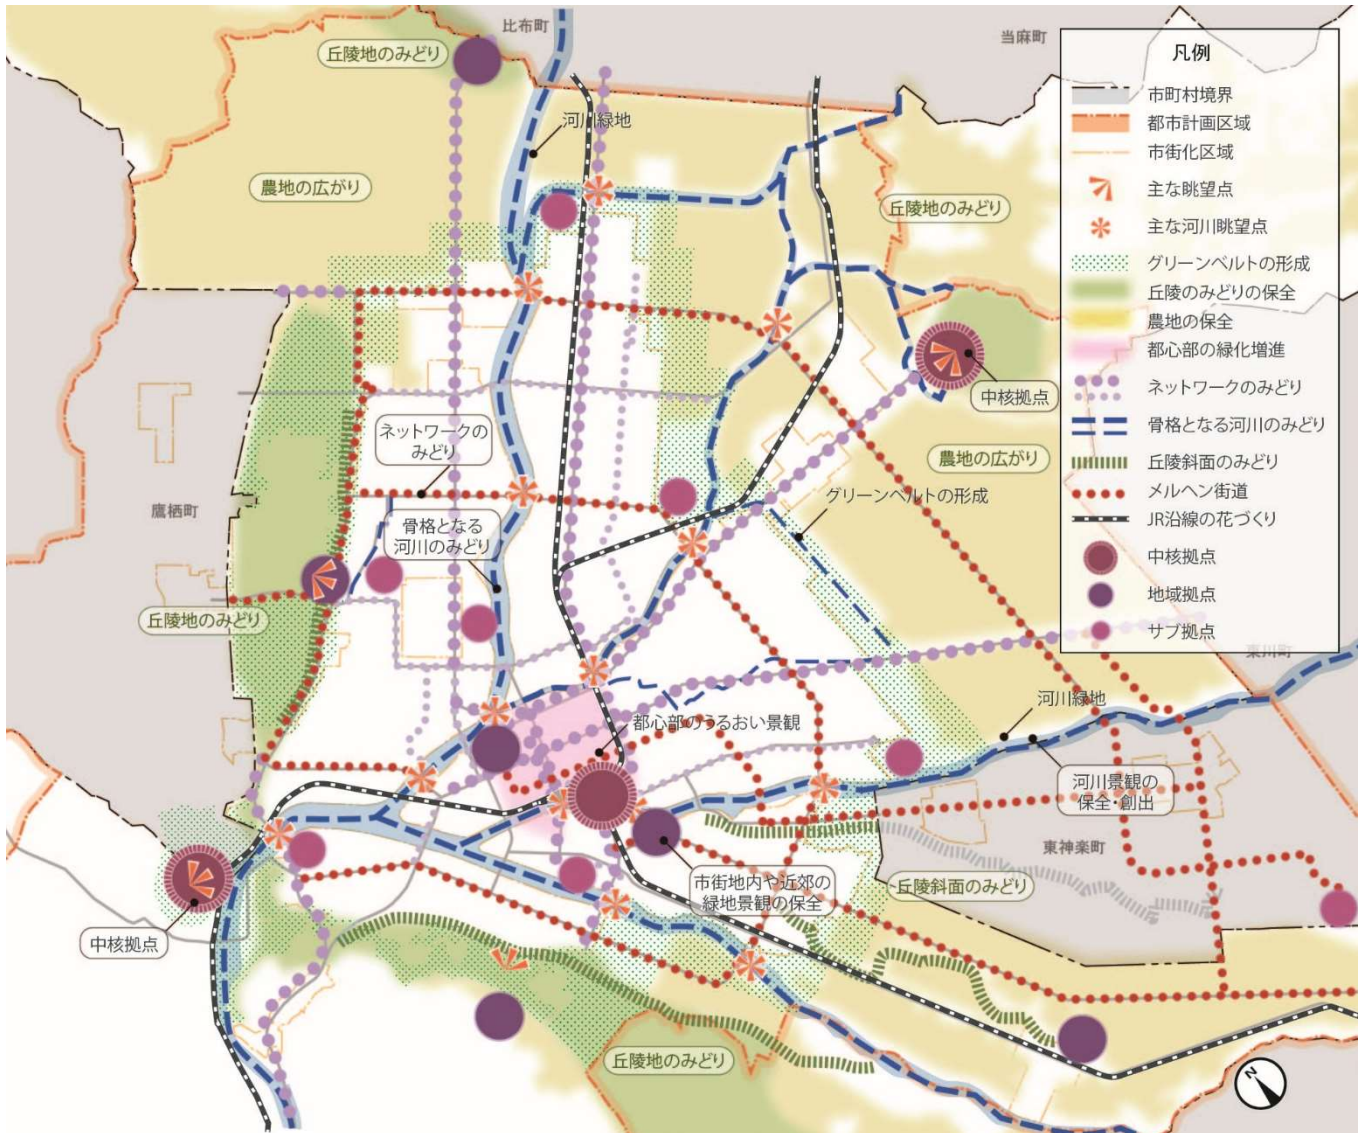 比布町
当麻町
丘陵地のみどり
凡例
市町村境界
河川緑地
都市計画区域
市街化区域
農地の広がり
主な眺望点
丘陵地のみどり
主な河川眺望点
グリーンベルトの形成
丘陵のみどりの保全
農地の保全
都心部の緑化増進
ネットワークのみどり
中核拠点
骨格となる河川のみどり
ネットワークの
みどり
農地の広がり
丘陵斜面のみどり
メルヘン街道
グリーンベルトの形成
鷹栖町
JR沿線の花づくり
骨格となる
河川のみどり
中核拠点
地域拠点
丘陵地のみどり
サブ拠点
東川町
河川緑地
都心部のうるおい景観
河川景観の
保全・創出
東神楽町
市街地内や近郊の
緑地景観の保全
丘陵斜面のみどり
中核拠点
丘陵地のみどり
N